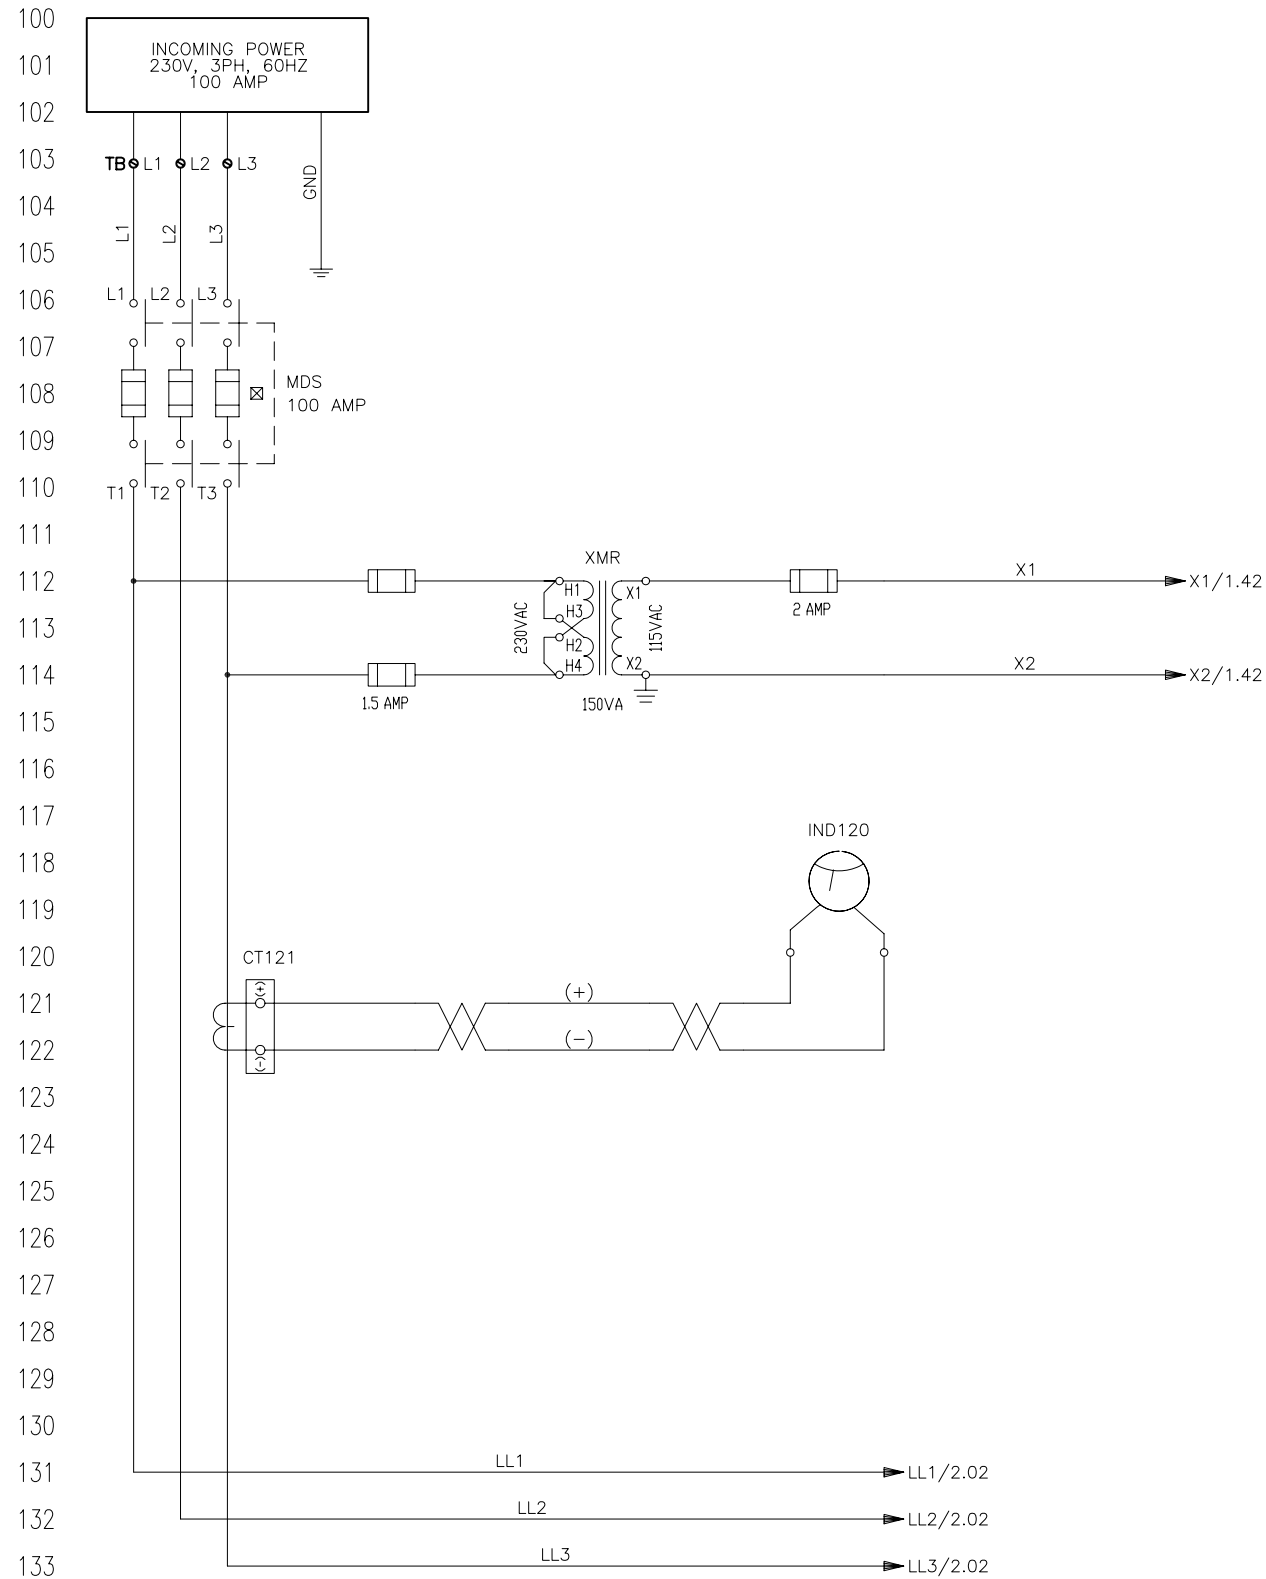 100
INCOMING POWER
101
230V, 3PH, 60HZ
100 AMP
102
103
TB L1 L2 L3
GND
104
L1 L2 L3
105
106
L1 L2 L3
107
108
MDS
100 AMP
109
110
T1 T2 T3
111
XMR
112
H1 X1
X1
X1/1.42
2 AMP
113
230VAC
H3
H2
115VAC
114
H4 X2
X2
X2/1.42
1.5 AMP
150VA
115
116
117
IND120
118
119
120
CT121
121
(+)
(+)
122
(-)
(-)
123
124
125
126
127
128
129
130
131
LL1
LL1/2.02
132
LL2
LL2/2.02
133
LL3
LL3/2.02